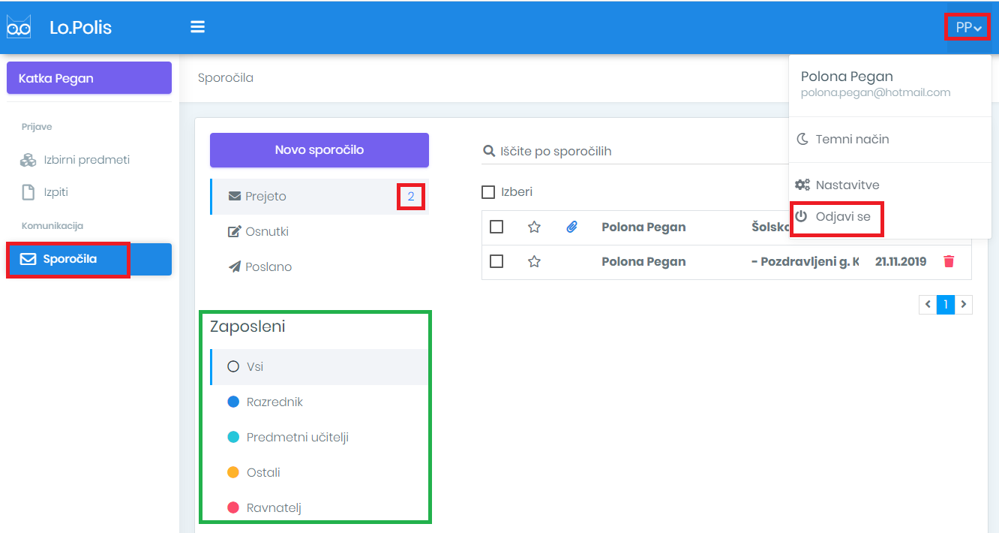 Lo.Polis
PP
Katka Pegan
Prijave
Izbirni predmeti
Izpiti
Komunikacija
Sporočila
Sporočila
Novo sporočilo
Prejeto 2
Osnutki
Poslano
Zaposleni
Vsi
Razrednik
Predmetni učitelji
Ostali
Ravnatelj
Iščite po sporočilih
Izberi
Polona Pegan
Polona Pegan - Pozdravljeni g. K 21.11.2019
1
Polona Pegan
polona.pegan@hotmail.com
Temni način
Nastavitve
Odjavi se